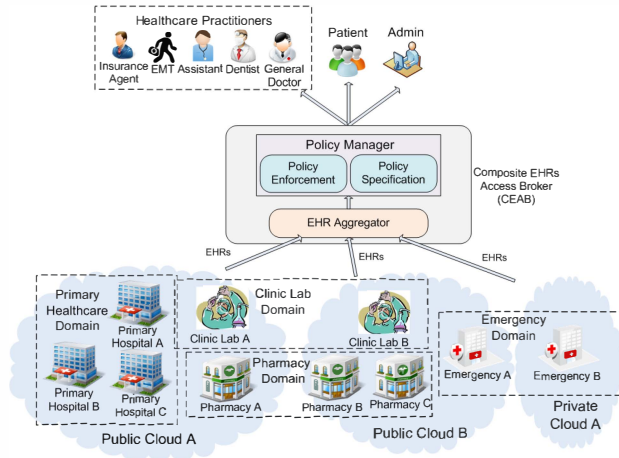 Healthcare Practitioners
Insurance
Agent
EMT
Assistant
Dentist
General
Doctor
Patient
Admin
Policy Manager
Policy
Enforcement
Policy
Specification
Composite EHRs
Access Broker
(CEAB)
EHR Aggregator
EHRs
EHRs
EHRs
Primary
Healthcare
Domain
Primary
Hospital A
Primary
Hospital B
Primary
Hospital C
Clinic Lab
Domain
Clinic Lab A
Clinic Lab B
Pharmacy
Domain
Pharmacy A
Pharmacy B
Pharmacy C
Emergency
Domain
Emergency A
Emergency B
Public Cloud A
Public Cloud B
Private
Cloud A